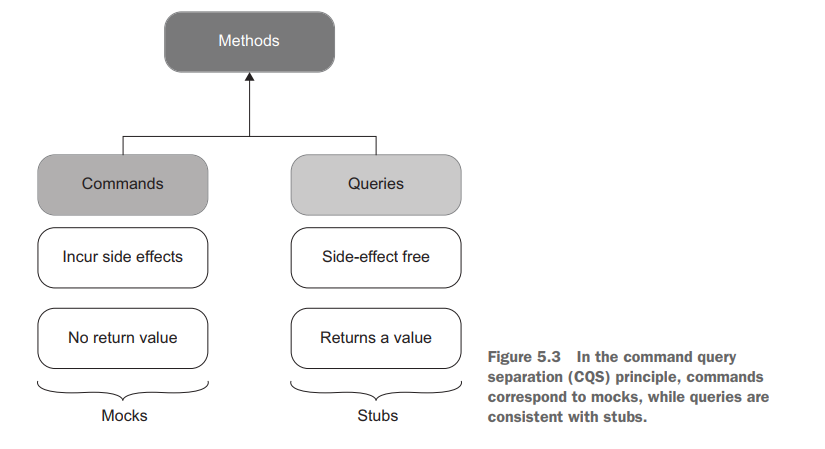 Methods
Commands
Queries
Incur side effects
Side-effect free
No return value
Returns a value
Mocks
Stubs
Figure 5.3 In the command query
separation (CQS) principle, commands
correspond to mocks, while queries are
consistent with stubs.